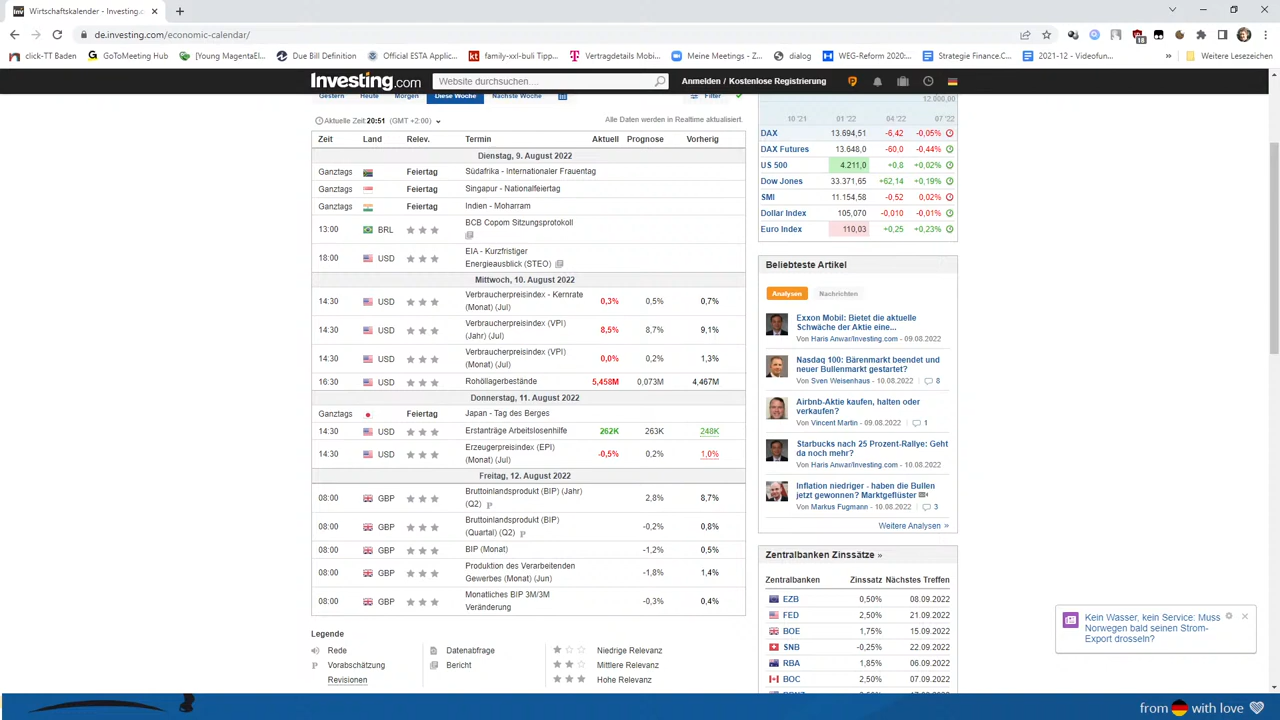 Wirtschaftskalender - Investing.c
de.investing.com/economic-calendar/
18
click-TT Baden
GoToMeeting Hub
[Young MagentaEl...
Due Bill Definition
Official ESTA Applic...
family-xxl-buli Tipp...
Vertragdetails Mobi...
Meine Meetings - Z...
dialog
WEG-Reform 2020:...
Strategie Finance.C...
2021-12 - Videofun...
»
Weitere Lesezeichen
Investing.com
Website durchsuchen....
Anmelden / Kostenlose Registrierung
Gestern
Heute
Morgen
Diese Woche
Nächste Woche
Filter
Aktuelle Zeit: 20:51 (GMT +2:00)
Alle Daten werden in Realtime aktualisiert.
Zeit Land Relev. Termin Aktuell Prognose Vorherig
Dienstag, 9. August 2022
Ganztags Feiertag Südafrika - Internationaler Frauentag
Ganztags Feiertag Singapur - Nationalfeiertag
Ganztags Feiertag Indien - Moharram
13:00 BRL BCB Copom Sitzungsprotokoll
18:00 USD EIA - Kurzfristiger
Energieausblick (STEO)
Mittwoch, 10. August 2022
14:30 USD Verbraucherpreisindex - Kernrate
(Monat) (Jul) 0,3% 0,5% 0,7%
14:30 USD Verbraucherpreisindex (VPI)
(Jahr) (Jul) 8,5% 8,7% 9,1%
14:30 USD Verbraucherpreisindex (VPI)
(Monat) (Jul) 0,0% 0,2% 1,3%
16:30 USD Rohöllagerbestände 5,458M 0,073M 4,467M
Donnerstag, 11. August 2022
Ganztags Feiertag Japan - Tag des Berges
14:30 USD Erstanträge Arbeitslosenhilfe 262K 263K 248K
14:30 USD Erzeugerpreisindex (EPI)
(Monat) (Jul) -0,5% 0,2% 1,0%
Freitag, 12. August 2022
08:00 GBP Bruttoinlandsprodukt (BIP) (Jahr)
(Q2) P 2,8% 8,7%
08:00 GBP Bruttoinlandsprodukt (BIP)
(Quartal) (Q2) P -0,2% 0,8%
08:00 GBP BIP (Monat) -1,2% 0,5%
08:00 GBP Produktion des Verarbeitenden
Gewerbes (Monat) (Jun) -1,8% 1,4%
08:00 GBP Monatliches BIP 3M/3M
Veränderung -0,3% 0,4%
Legende
Rede
P Vorabschätzung
Revisionen
Datenabfrage
Bericht
Niedrige Relevanz
Mittlere Relevanz
Hohe Relevanz
12.000,00
10 '21 01 '22 04 '22 07 '22
DAX 13.694,51 -6,42 -0,05%
DAX Futures 13.648,0 -60,0 -0,44%
US 500 4.211,0 +0,8 +0,02%
Dow Jones 33.371,65 +62,14 +0,19%
SMI 11.154,58 -0,52 0,02%
Dollar Index 105,070 -0,010 -0,01%
Euro Index 110,03 +0,25 +0,23%
Beliebteste Artikel
Analysen
Nachrichten
Exxon Mobil: Bietet die aktuelle
Schwäche der Aktie eine...
Von Haris Anwar/Investing.com - 09.08.2022
Nasdaq 100: Bärenmarkt beendet und
neuer Bullenmarkt gestartet?
Von Sven Weisenhaus - 10.08.2022 8
Airbnb-Aktie kaufen, halten oder
verkaufen?
Von Vincent Martin - 09.08.2022 1
Starbucks nach 25 Prozent-Rallye: Geht
da noch mehr?
Von Haris Anwar/Investing.com - 10.08.2022
Inflation niedriger - haben die Bullen
jetzt gewonnen? Marktgeflüster
Von Markus Fugmann - 10.08.2022 3
Weitere Analysen »
Zentralbanken Zinssätze »
Zentralbanken Zinssatz Nächstes Treffen
EZB 0,50% 08.09.2022
FED 2,50% 21.09.2022
BOE 1,75% 15.09.2022
SNB -0,25% 22.09.2022
RBA 1,85% 06.09.2022
BOC 2,50% 07.09.2022
Kein Wasser, kein Service: Muss
Norwegen bald seinen Strom-
Export drosseln?
from with love